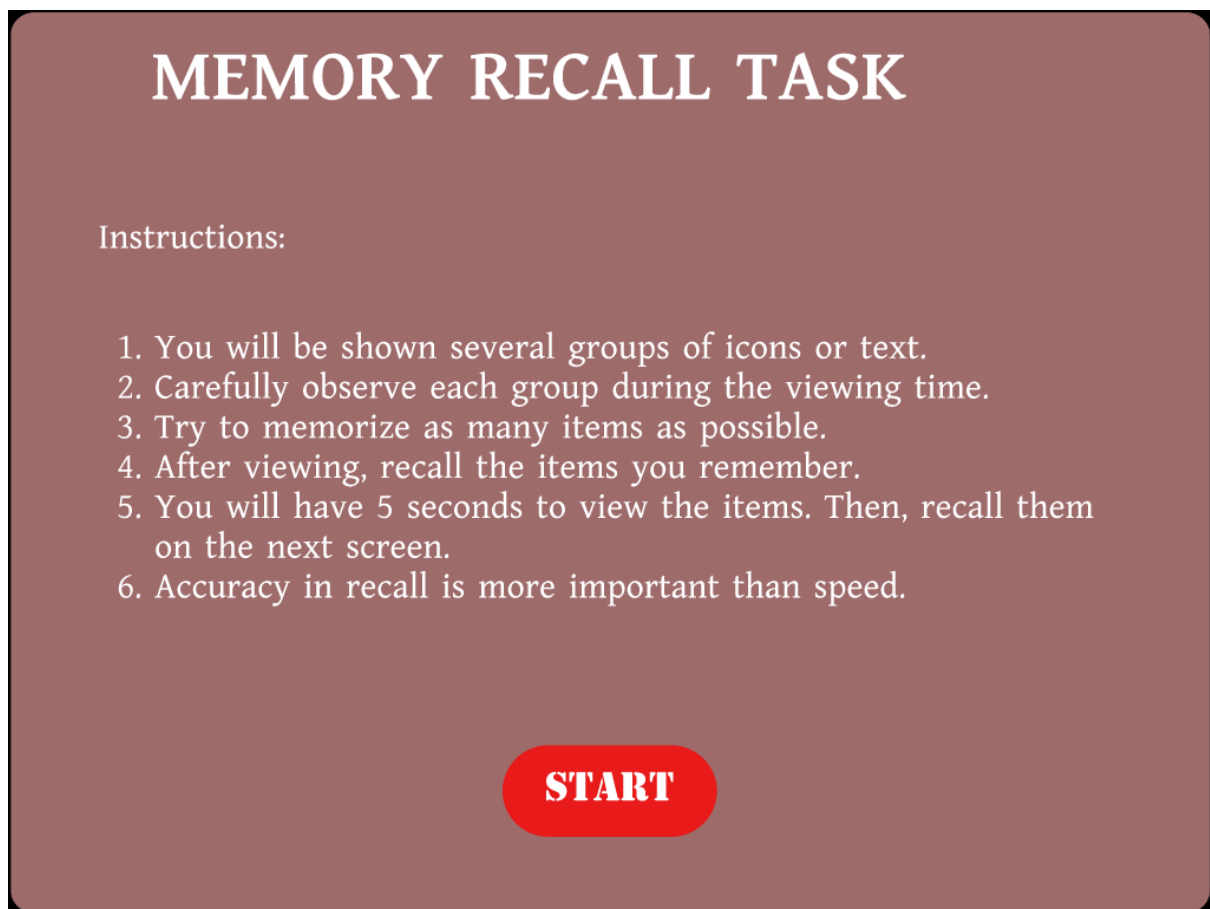 MEMORY RECALL TASK
Instructions:
1. You will be shown several groups of icons or text.
2. Carefully observe each group during the viewing time.
3. Try to memorize as many items as possible.
4. After viewing, recall the items you remember.
5. You will have 5 seconds to view the items. Then, recall them
on the next screen.
6. Accuracy in recall is more important than speed.
START